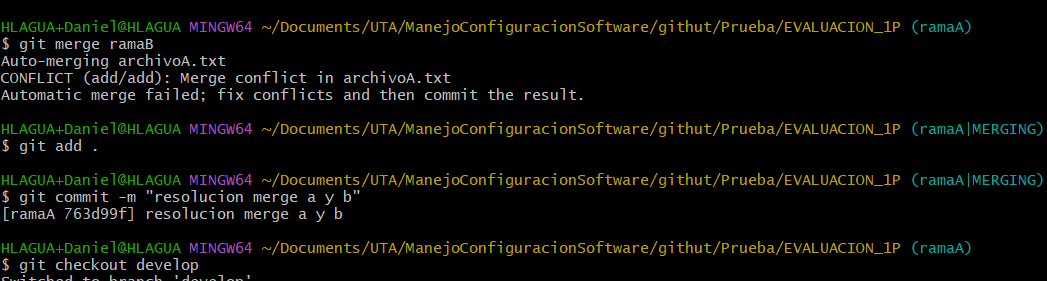 HLAGUA+Daniel@HLAGUA MINGW64 ~/Documents/UTA/ManejoConfiguracionSoftware/githut/Prueba/EVALUACION_1P (ramaA)
$ git merge ramaB
Auto-merging archivoA.txt
CONFLICT (add/add): Merge conflict in archivoA.txt
Automatic merge failed; fix conflicts and then commit the result.
HLAGUA+Daniel@HLAGUA MINGW64 ~/Documents/UTA/ManejoConfiguracionSoftware/githut/Prueba/EVALUACION_1P (ramaA|MERGING)
$ git add .
HLAGUA+Daniel@HLAGUA MINGW64 ~/Documents/UTA/ManejoConfiguracionSoftware/githut/Prueba/EVALUACION_1P (ramaA|MERGING)
$ git commit -m "resolucion merge a y b"
[ramaA 763d99f] resolucion merge a y b
HLAGUA+Daniel@HLAGUA MINGW64 ~/Documents/UTA/ManejoConfiguracionSoftware/githut/Prueba/EVALUACION_1P (ramaA)
$ git checkout develop
Switched to branch 'develop'